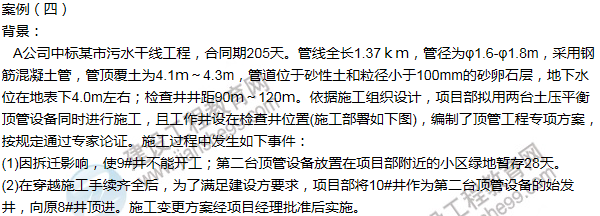 案例（四）
背景：
A公司中标某市污水干线工程，合同期205天。管线全长1.37km，管径为φ1.6-φ1.8m，采用钢
筋混凝土管，管顶覆土为4.1m～4.3m，管道位于砂性土和粒径小于100mm的砂卵石层，地下水
位在地表下4.0m左右；检查井井距90m～120m。依据施工组织设计，项目部拟用两台土压平衡
顶管设备同时进行施工，且工作井设在检查井位置(施工部署如下图)，编制了顶管工程专项方案，
按规定通过专家论证。施工过程中发生如下事件：
(1)因拆迁影响，使9#井不能开工；第二台顶管设备放置在项目部附近的小区绿地暂存28天。
(2)在穿越施工手续齐全后，为了满足建设方要求，项目部将10#井作为第二台顶管设备的始发
井，向原8#井顶进。施工变更方案经项目经理批准后实施。
建设工程教育网
www.jianshe99.com